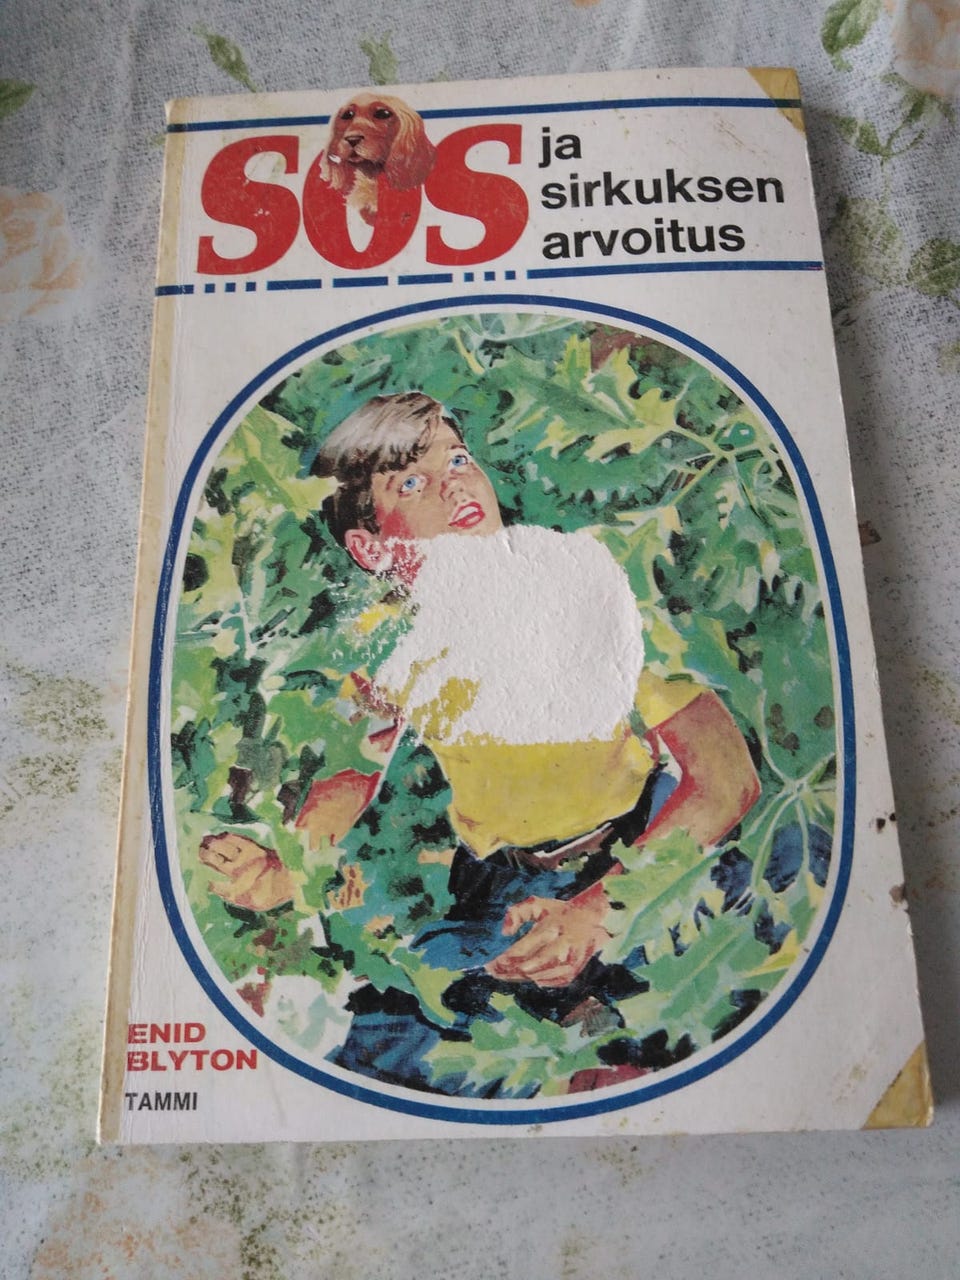 SOS
ja
sirkuksen
arvoitus
ENID
BLYTON
TAMMI